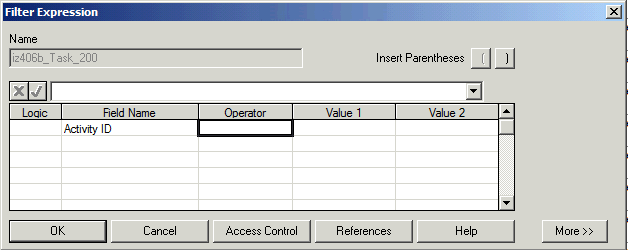 Filter Expression
Name
iz406b_Task_200
Insert Parentheses ( )
Logic Field Name Operator Value 1 Value 2
Activity ID
OK Cancel Access Control References Help More >>